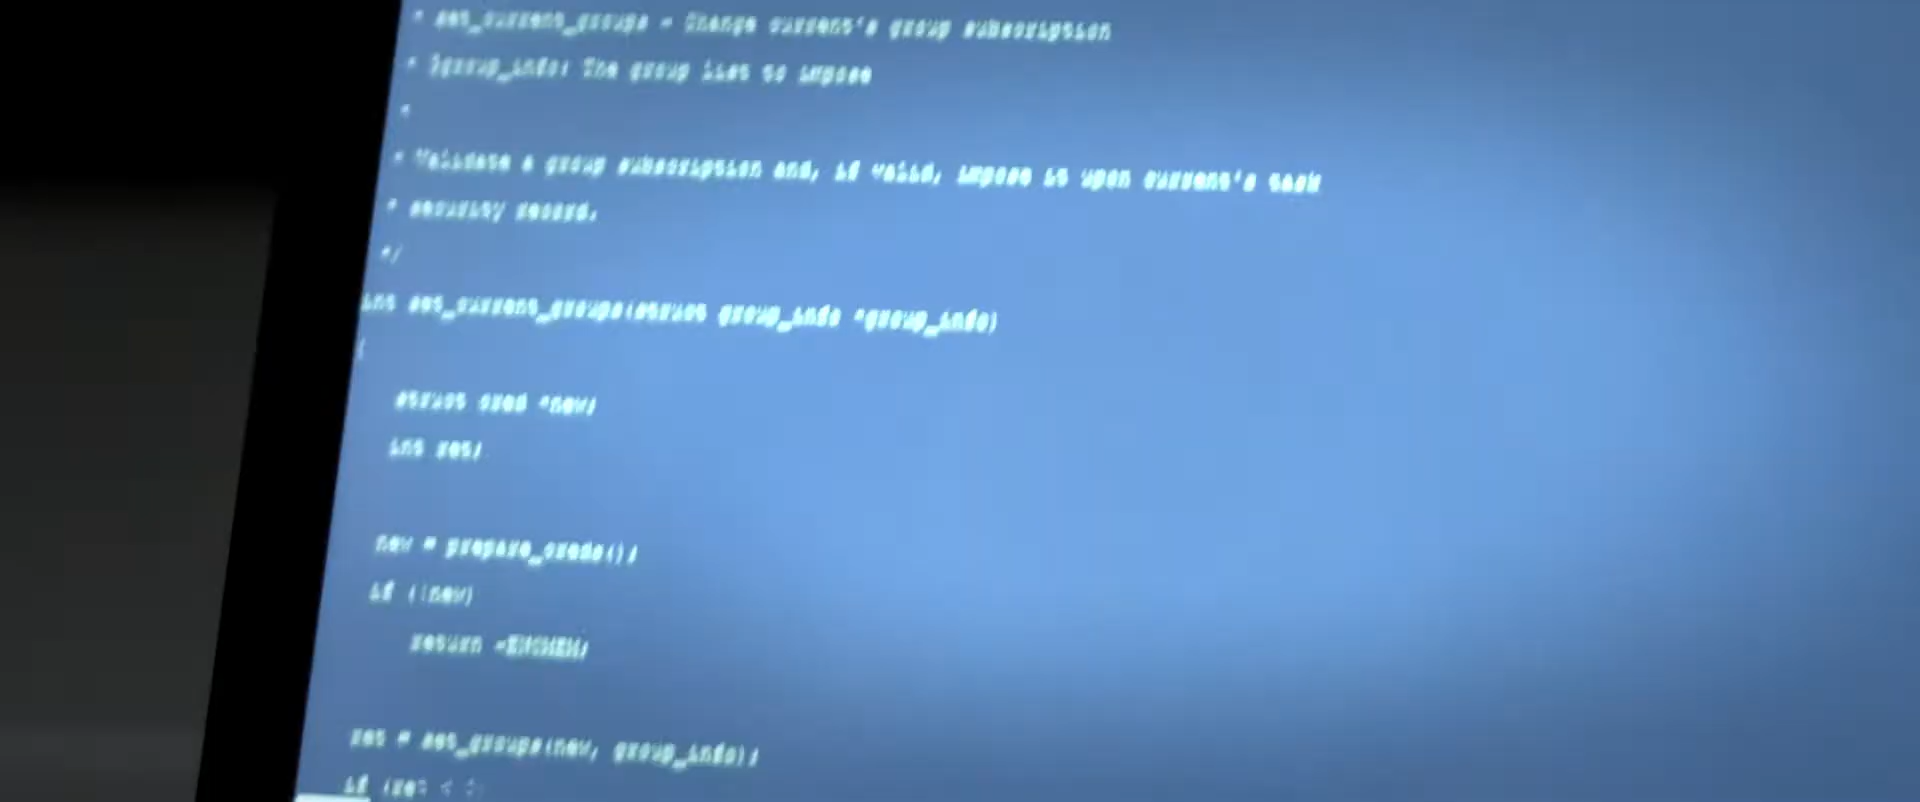 * set_current_groups - Change current's group subscription
* @group_info: The group list to impose
*
* Validate a group subscription and, if valid, impose it upon current's task
* security record.
*/
int set_current_groups(struct group_info *group_info)
{
struct cred *new;
int ret;
new = prepare_creds();
if (!new)
return -ENOMEM;
ret = set_groups(new, group_info);
if (ret <